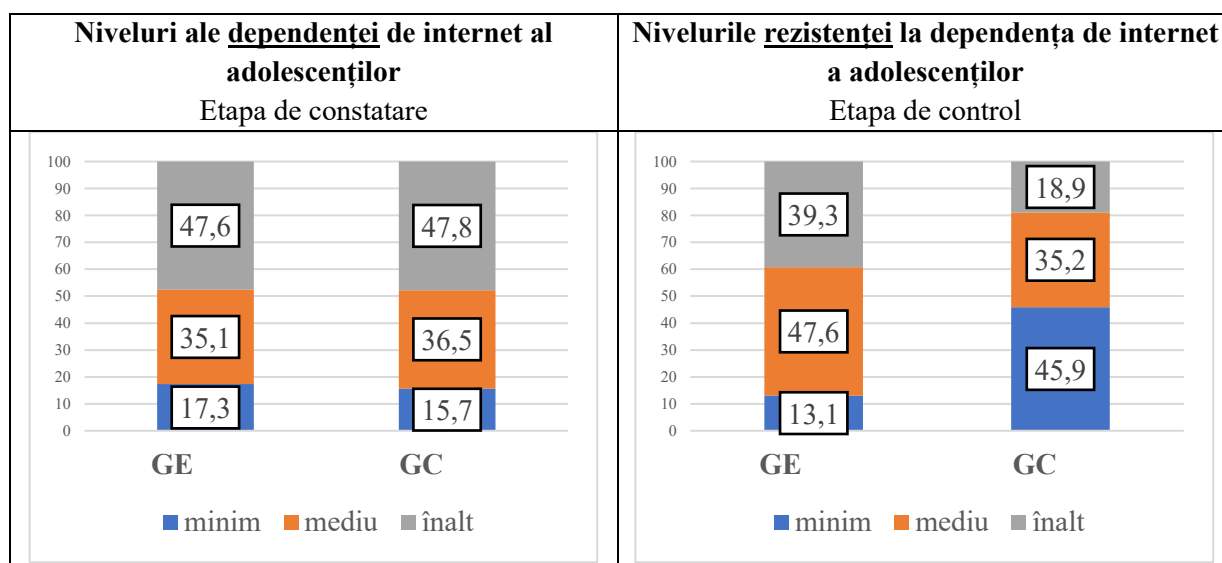 Niveluri ale dependenței de internet al
adolescenților
Etapa de constatare
Nivelurile rezistenței la dependența de internet
a adolescenților
Etapa de control
100
90
80
70
60
50
40
30
20
10
0
47,6
35,1
17,3
47,8
36,5
15,7
GE
GC
minim mediu înalt
100
90
80
70
60
50
40
30
20
10
0
39,3
47,6
13,1
18,9
35,2
45,9
GE
GC
minim mediu înalt